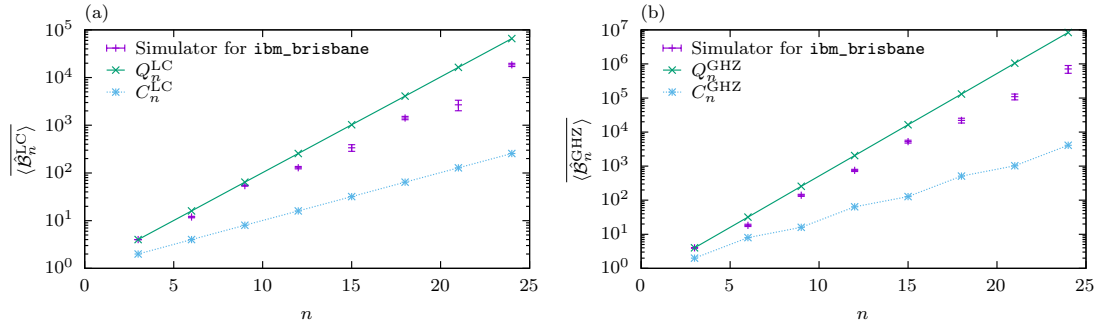 (a)
Simulator for ibm_brisbane
Q_n^LC
C_n^LC
10^5
10^4
10^3
10^2
10^1
10^0
⟨B̂_n^LC⟩
0 5 10 15 20 25
n
(b)
Simulator for ibm_brisbane
Q_n^GHZ
C_n^GHZ
10^7
10^6
10^5
10^4
10^3
10^2
10^1
10^0
⟨B̂_n^GHZ⟩
0 5 10 15 20 25
n